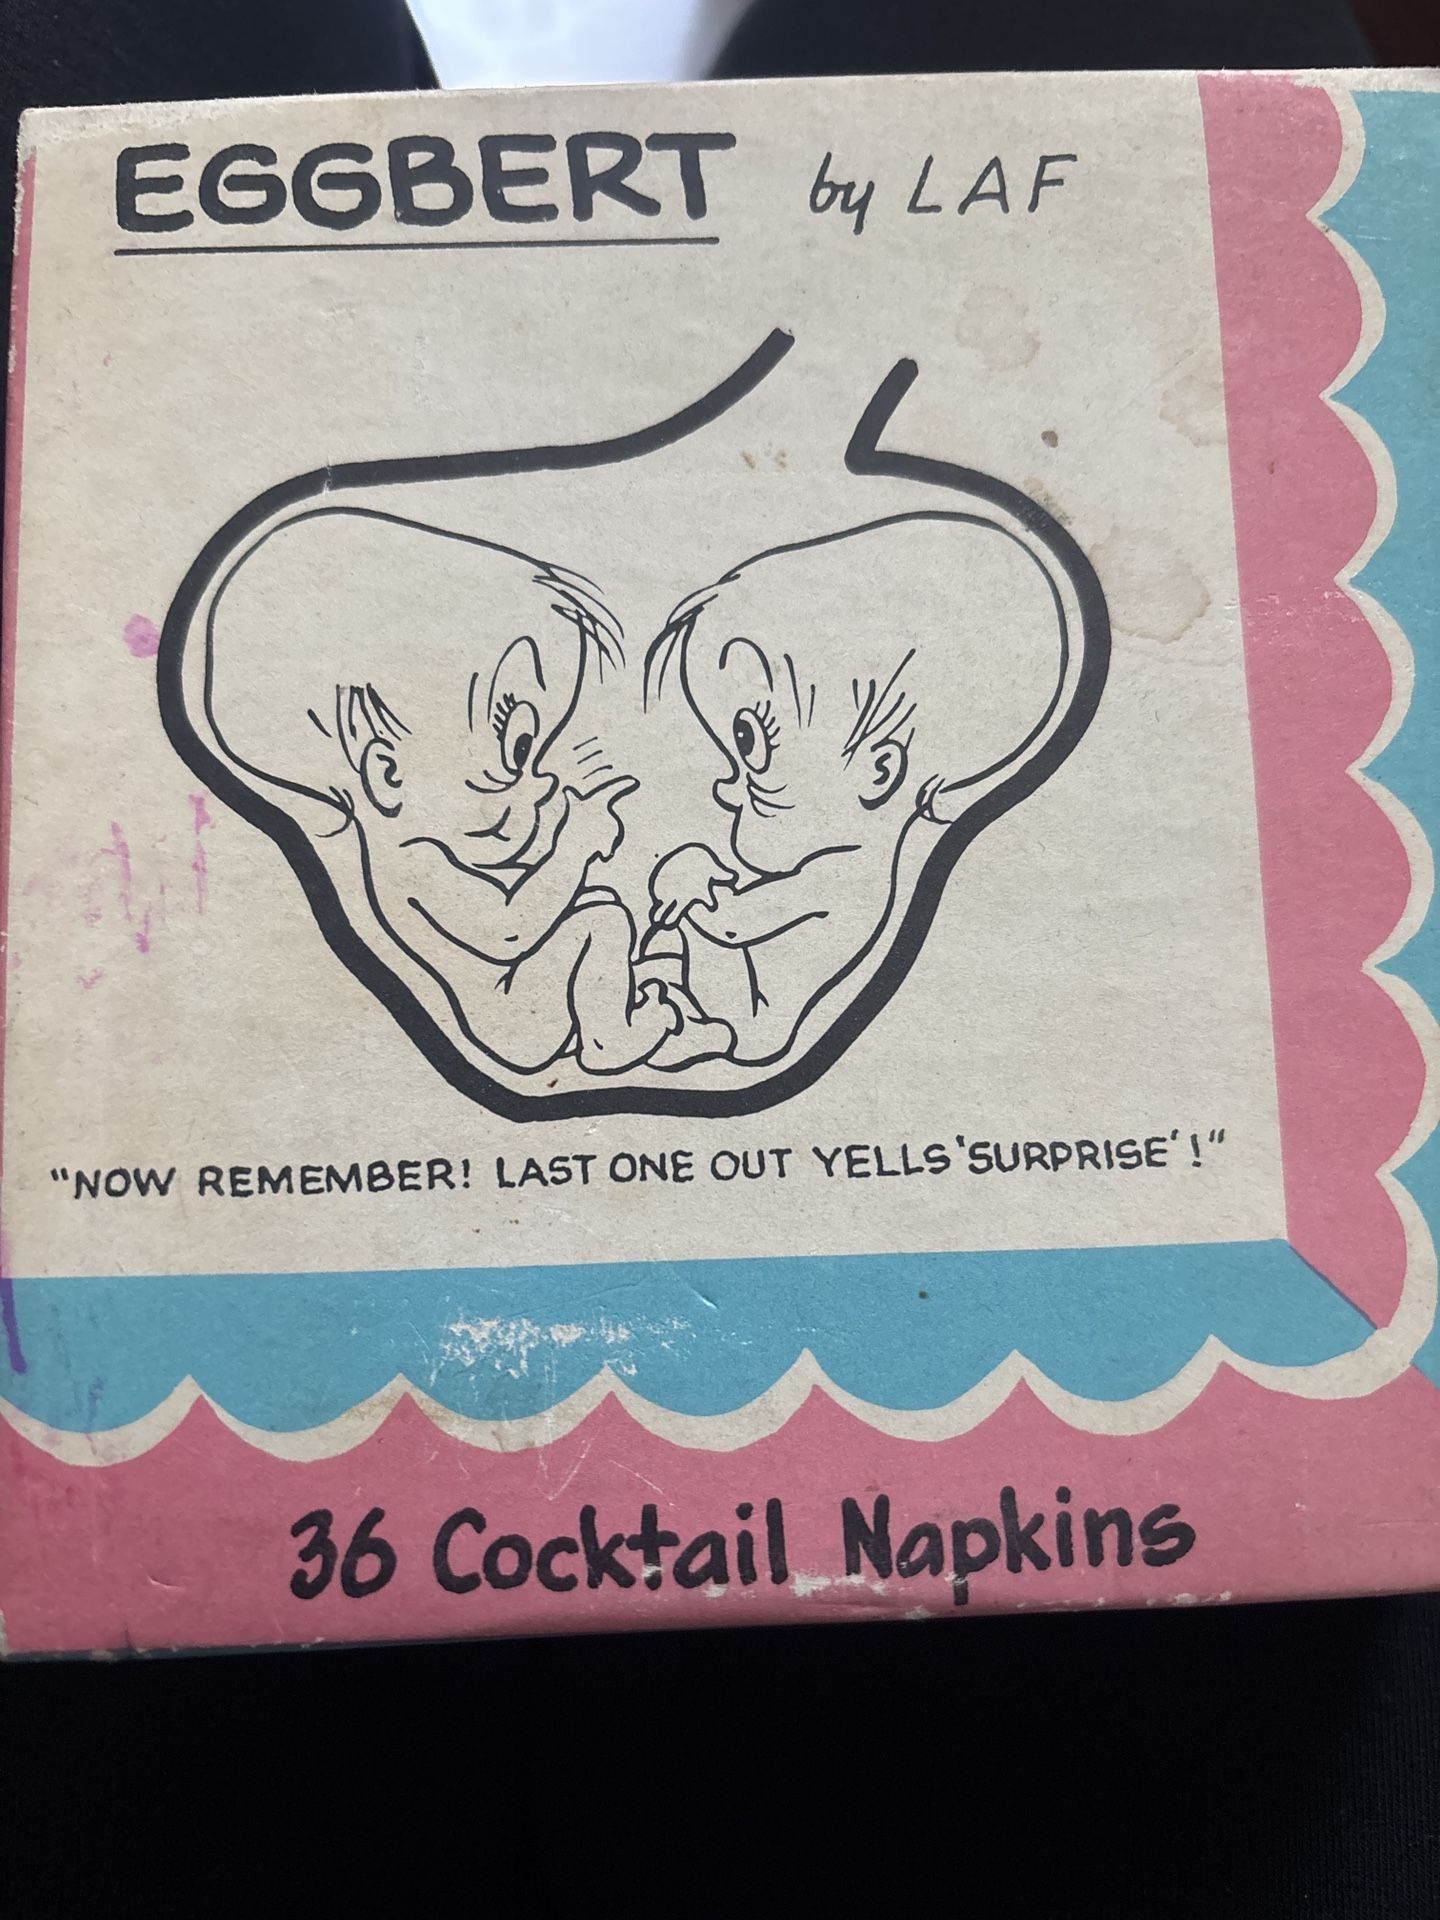 EGGBERT by LAF
"NOW REMEMBER! LAST ONE OUT YELLS 'SURPRISE'!"
36 Cocktail Napkins